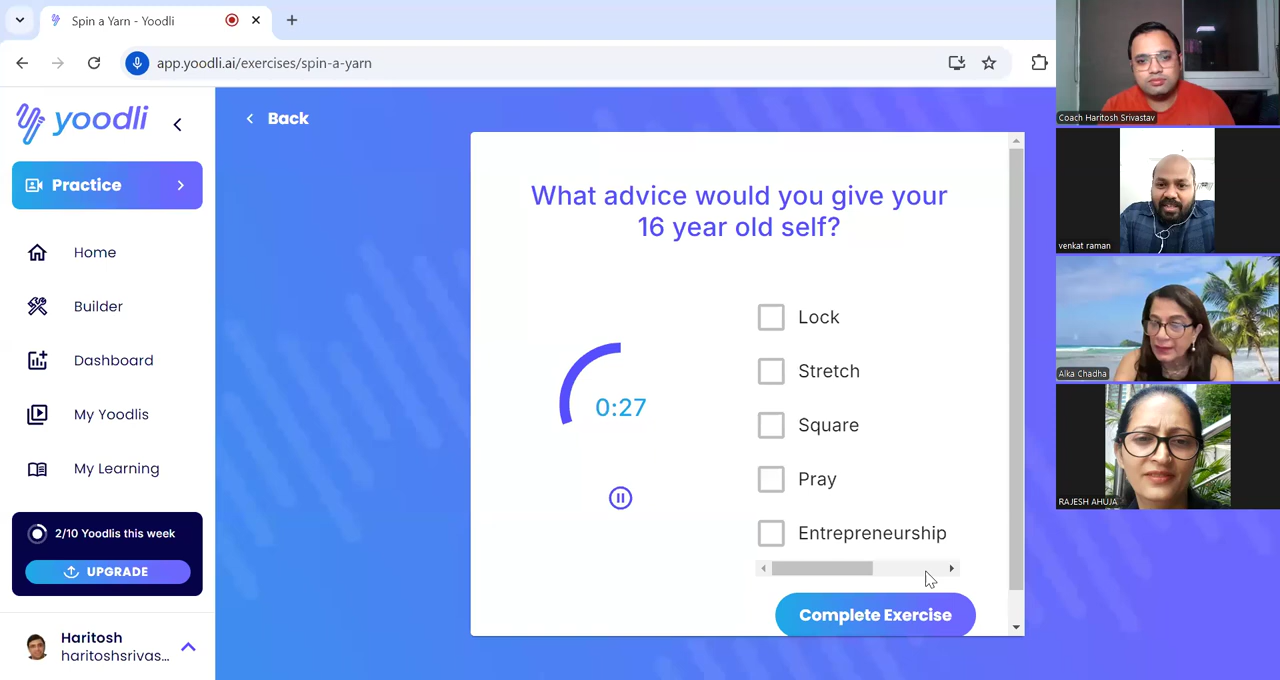 Spin a Yarn - Yoodli
app.yoodli.ai/exercises/spin-a-yarn
yoodli
Practice
Home
Builder
Dashboard
My Yoodlis
My Learning
2/10 Yoodlis this week
UPGRADE
Haritosh
haritoshsrivas...
Back
What advice would you give your
16 year old self?
0:27
Lock
Stretch
Square
Pray
Entrepreneurship
Complete Exercise
Coach Haritosh Srivastav
venkat raman
Alka Chadha
RAJESH AHUJA